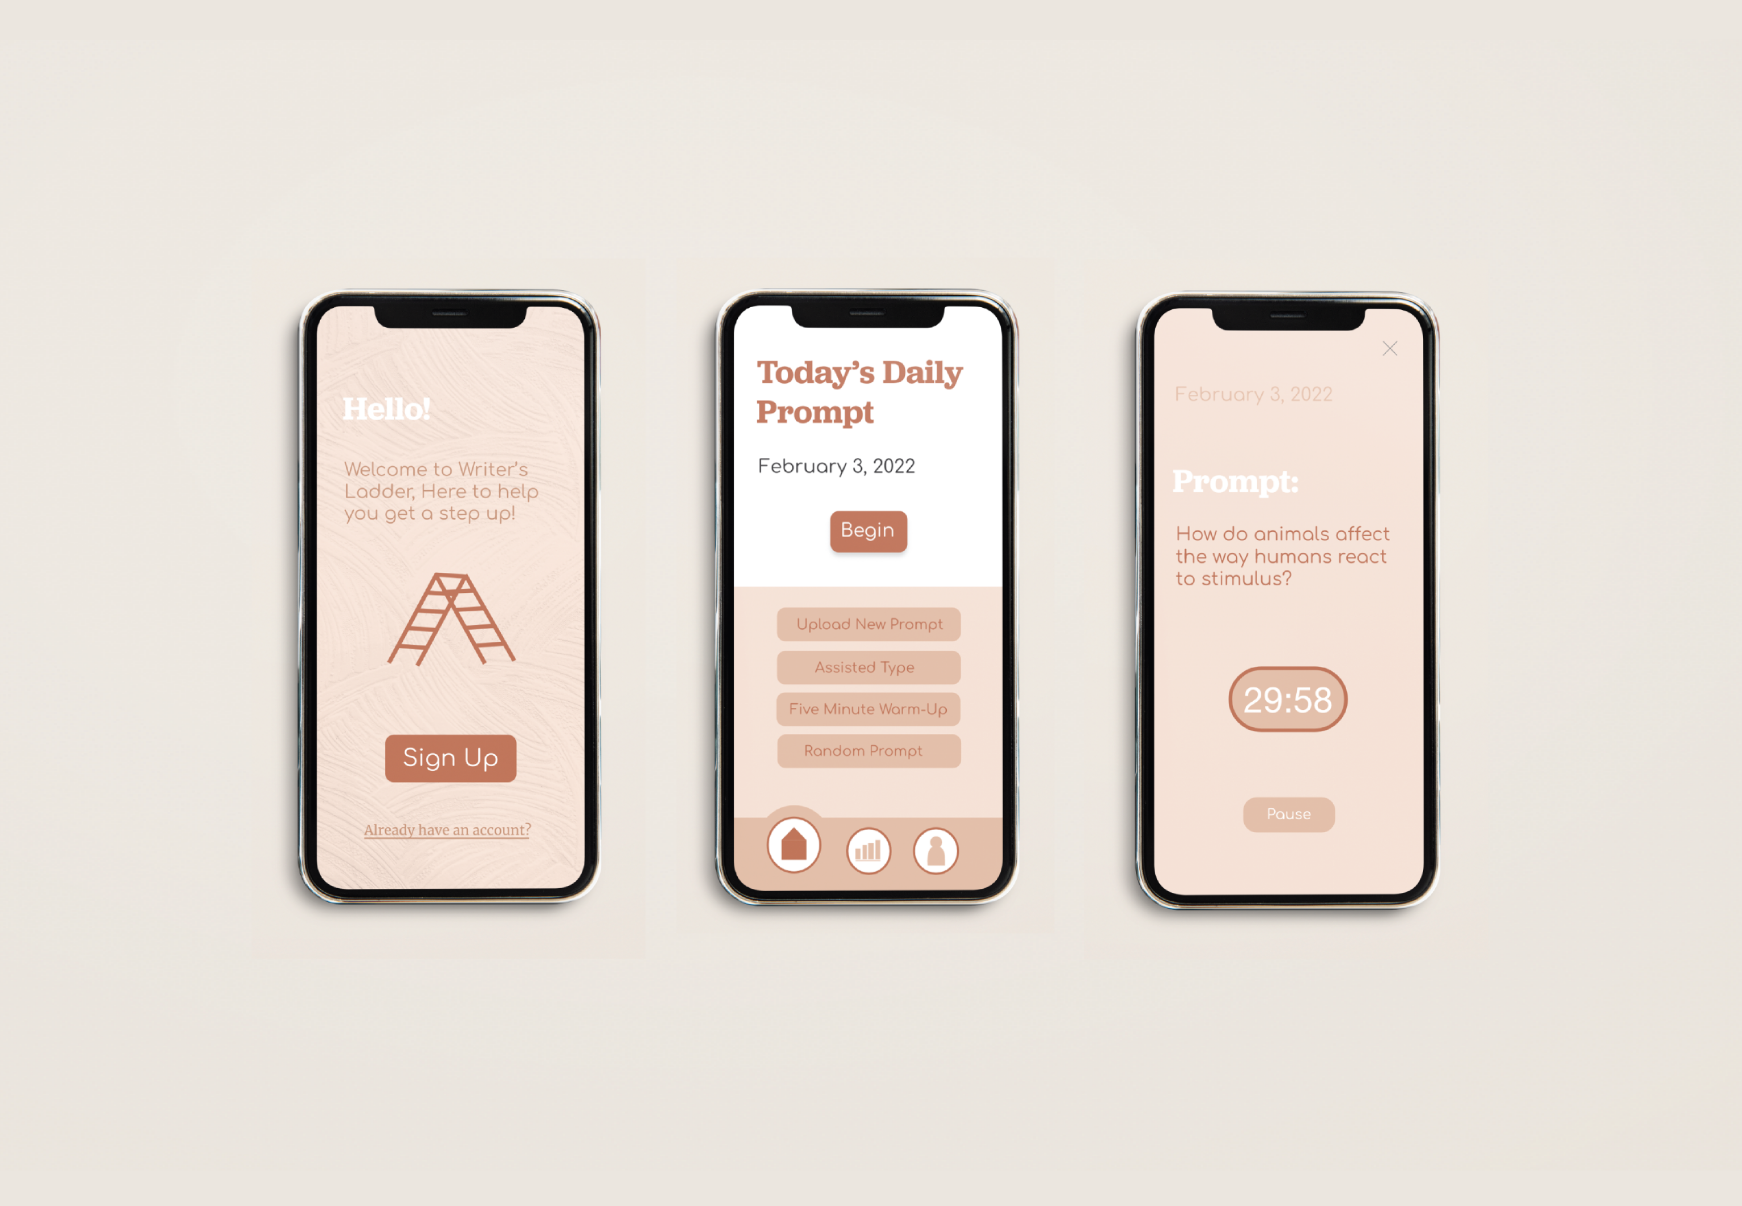 Hello!
Welcome to Writer's
Ladder, Here to help
you get a step up!
Sign Up
Already have an account?
Today's Daily
Prompt
February 3, 2022
Begin
Upload New Prompt
Assisted Type
Five Minute Warm-Up
Random Prompt
February 3, 2022
Prompt:
How do animals affect
the way humans react
to stimulus?
29:58
Pause